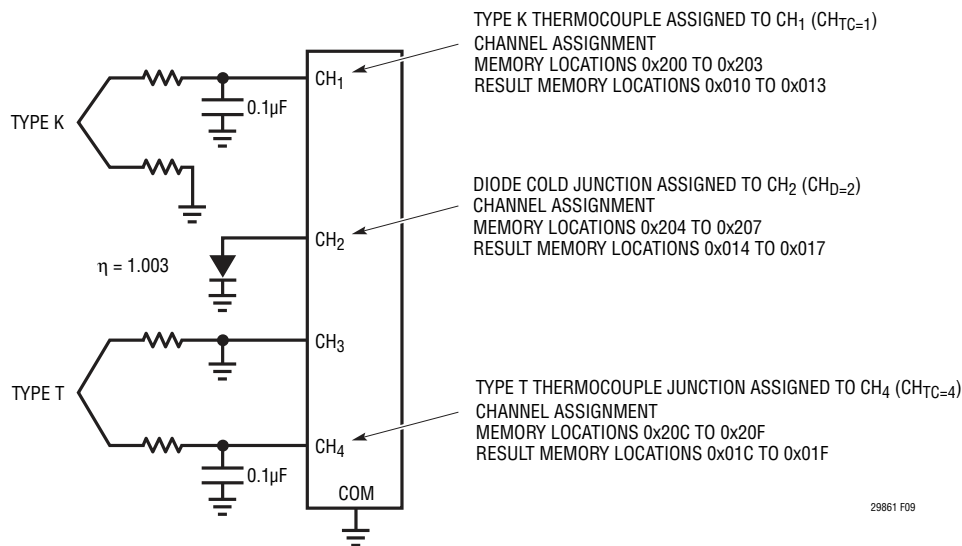 TYPE K THERMOCOUPLE ASSIGNED TO CH1 (CHTC=1)
CHANNEL ASSIGNMENT
MEMORY LOCATIONS 0x200 TO 0x203
RESULT MEMORY LOCATIONS 0x010 TO 0x013
CH1
0.1µF
TYPE K
DIODE COLD JUNCTION ASSIGNED TO CH2 (CHD=2)
CHANNEL ASSIGNMENT
MEMORY LOCATIONS 0x204 TO 0x207
RESULT MEMORY LOCATIONS 0x014 TO 0x017
CH2
η = 1.003
CH3
TYPE T
TYPE T THERMOCOUPLE JUNCTION ASSIGNED TO CH4 (CHTC=4)
CHANNEL ASSIGNMENT
MEMORY LOCATIONS 0x20C TO 0x20F
RESULT MEMORY LOCATIONS 0x01C TO 0x01F
CH4
0.1µF
COM
29861 F09